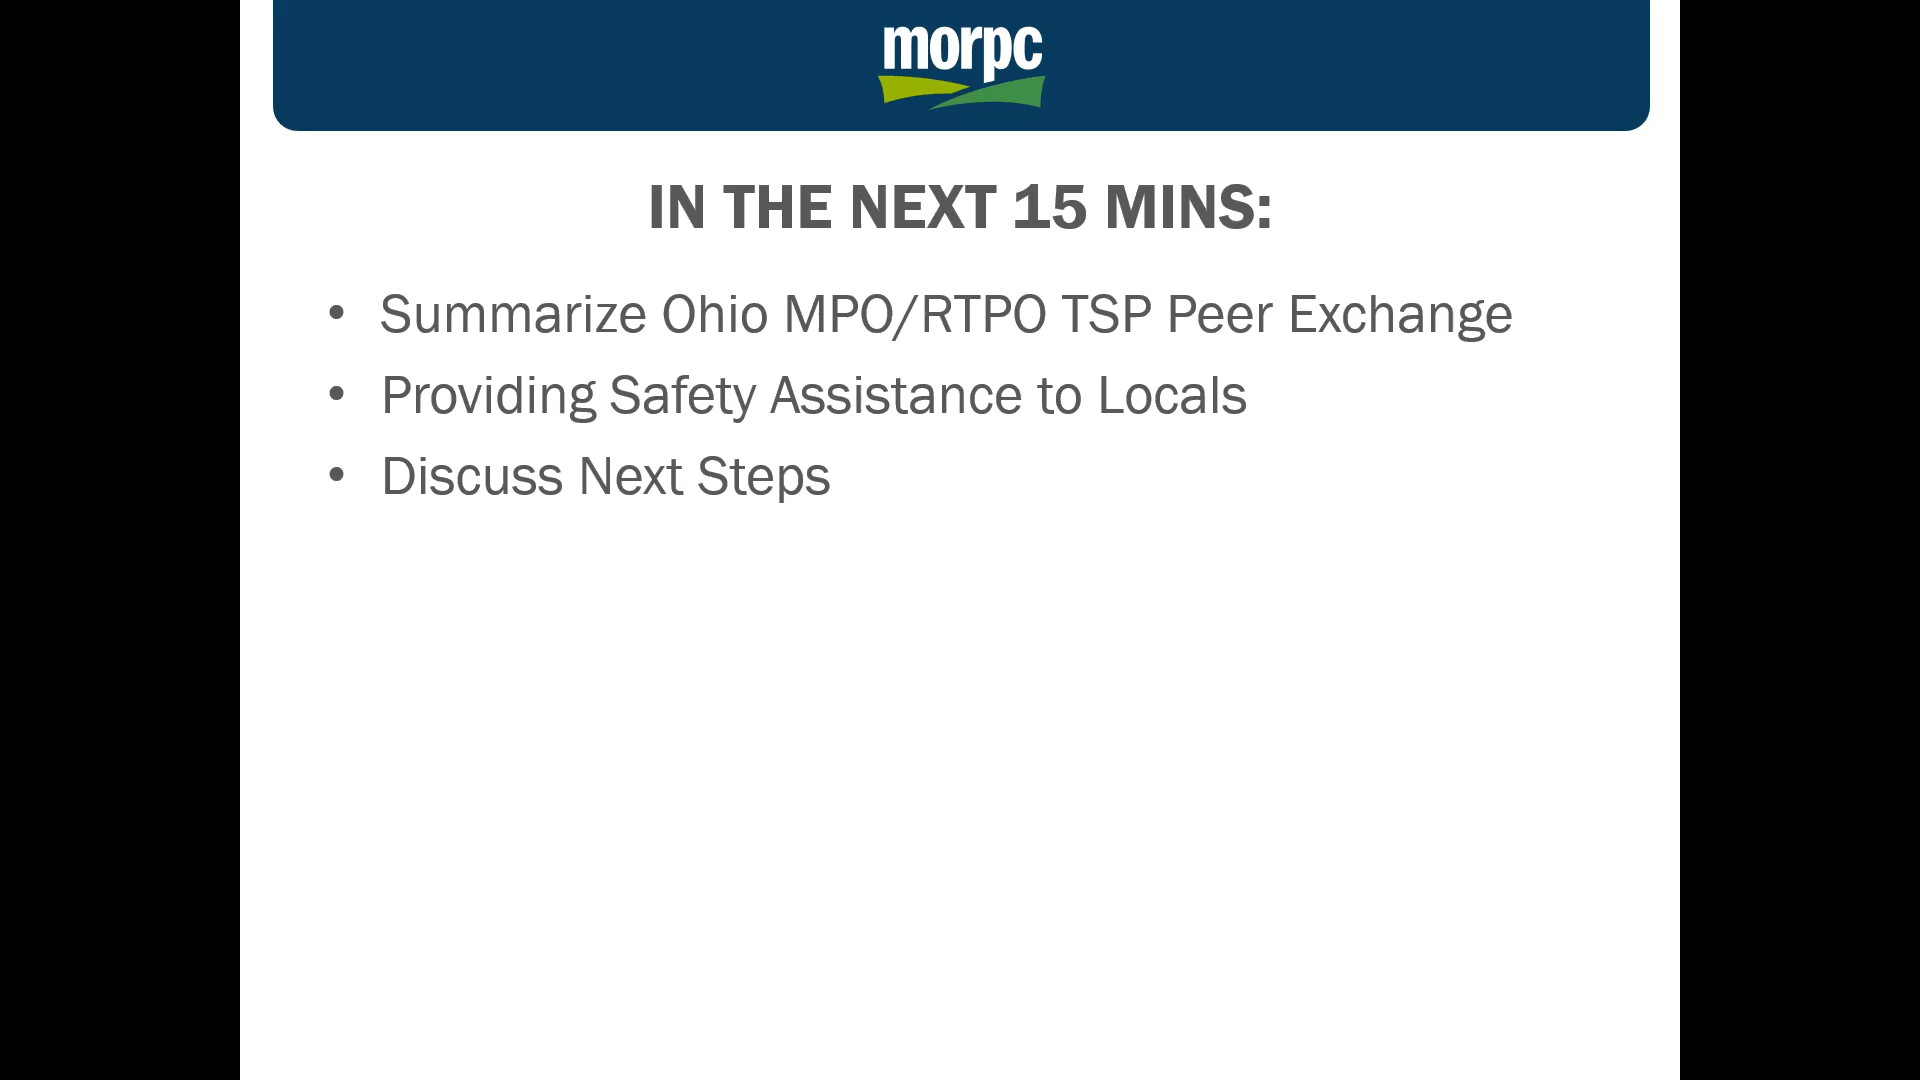 morpc
IN THE NEXT 15 MINS:
• Summarize Ohio MPO/RTPO TSP Peer Exchange
• Providing Safety Assistance to Locals
• Discuss Next Steps